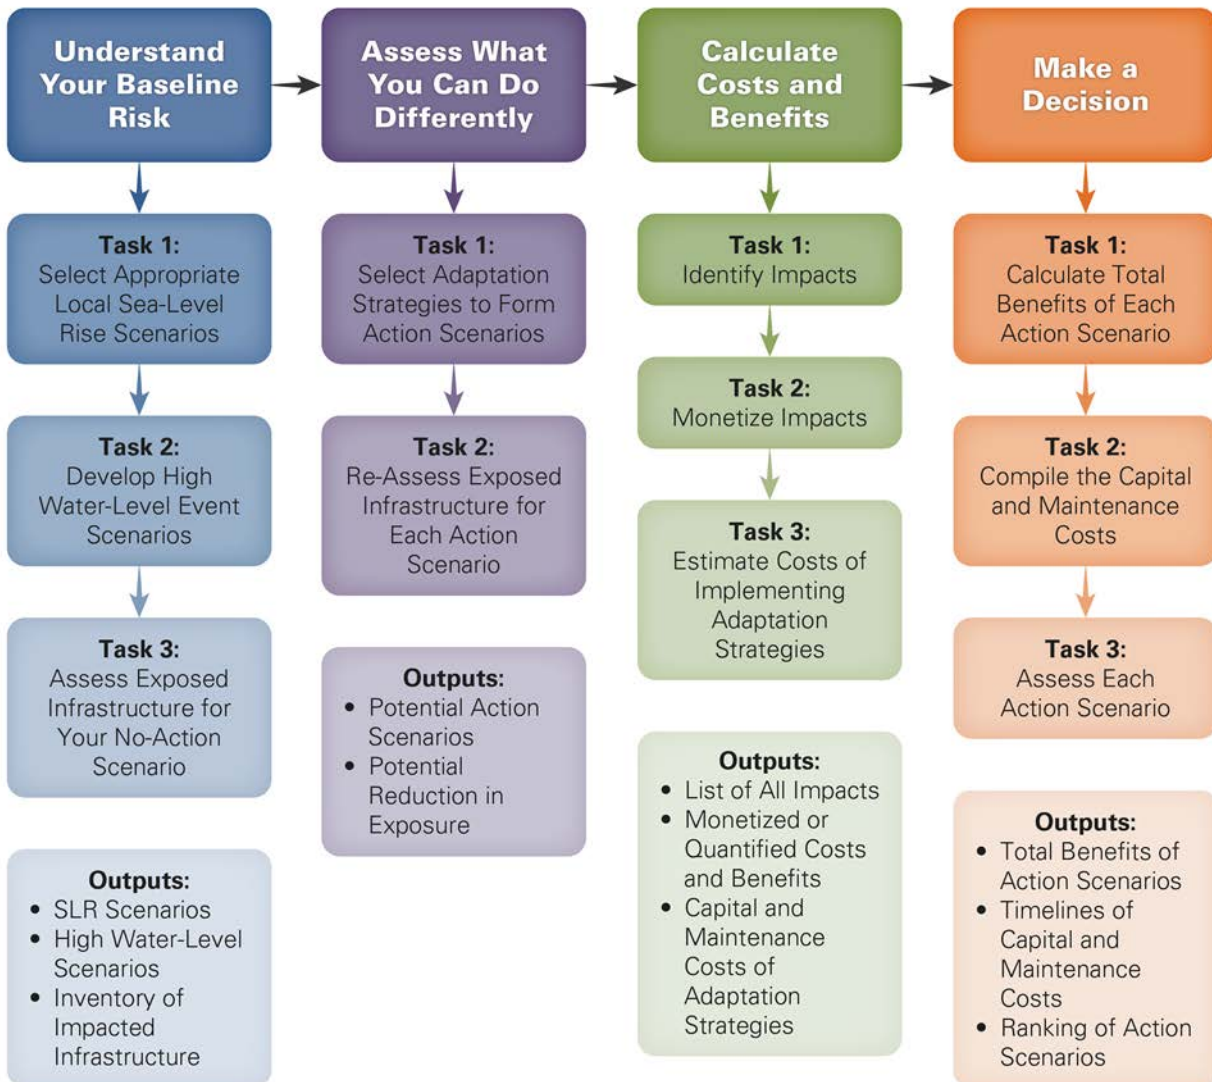 Understand
Your Baseline
Risk
Assess What
You Can Do
Differently
Calculate
Costs and
Benefits
Make a
Decision
Task 1:
Select Appropriate
Local Sea-Level
Rise Scenarios
Task 2:
Develop High
Water-Level Event
Scenarios
Task 3:
Assess Exposed
Infrastructure for
Your No-Action
Scenario
Outputs:
• SLR Scenarios
• High Water-Level
Scenarios
• Inventory of
Impacted
Infrastructure
Task 1:
Select Adaptation
Strategies to Form
Action Scenarios
Task 2:
Re-Assess Exposed
Infrastructure for
Each Action
Scenario
Outputs:
• Potential Action
Scenarios
• Potential
Reduction in
Exposure
Task 1:
Identify Impacts
Task 2:
Monetize Impacts
Task 3:
Estimate Costs of
Implementing
Adaptation
Strategies
Outputs:
• List of All Impacts
• Monetized or
Quantified Costs
and Benefits
• Capital and
Maintenance
Costs of
Adaptation
Strategies
Task 1:
Calculate Total
Benefits of Each
Action Scenario
Task 2:
Compile the Capital
and Maintenance
Costs
Task 3:
Assess Each
Action Scenario
Outputs:
• Total Benefits of
Action Scenarios
• Timelines of
Capital and
Maintenance
Costs
• Ranking of Action
Scenarios